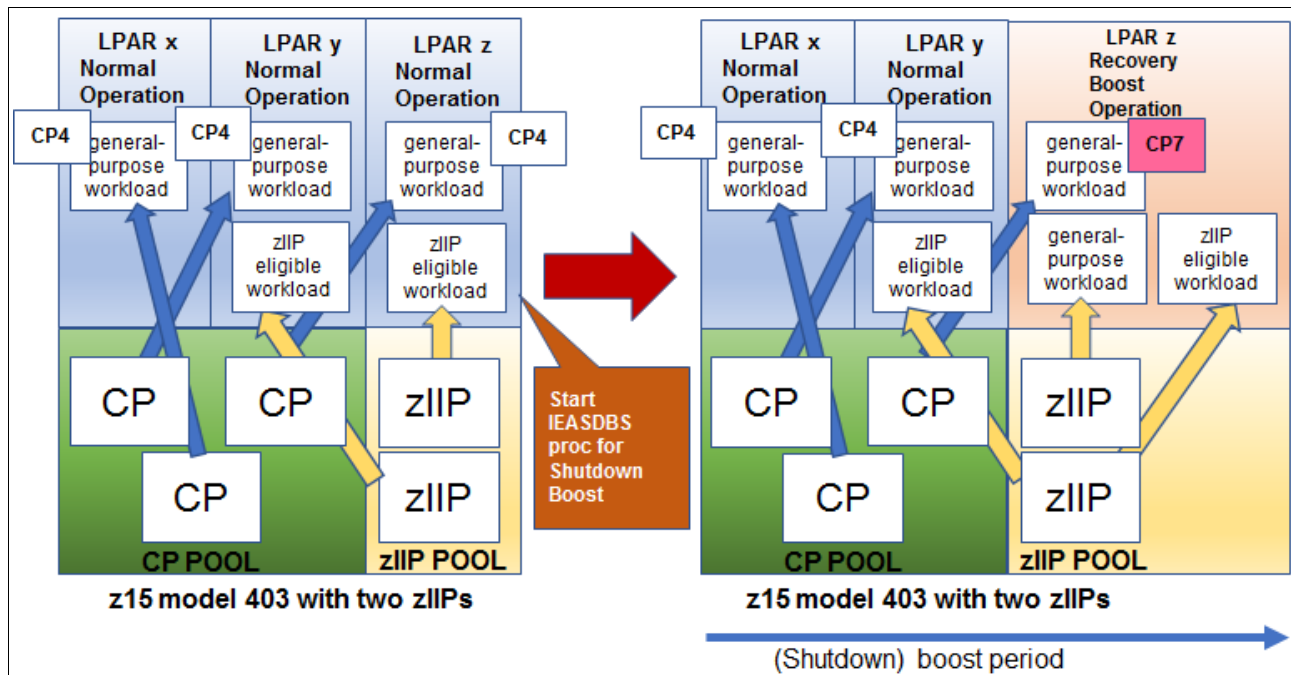 LPAR x
Normal
Operation
LPAR y
Normal
Operation
LPAR z
Normal
Operation
CP4
general-
purpose
workload
CP4
general-
purpose
workload
general-
purpose
workload
CP4
zIIP
eligible
workload
zIIP
eligible
workload
CP
CP
zIIP
CP
zIIP
CP POOL
zIIP POOL
z15 model 403 with two zIIPs
Start
IEASDBS
proc for
Shutdown
Boost
LPAR x
Normal
Operation
LPAR y
Normal
Operation
LPAR z
Recovery
Boost
Operation
CP4
general-
purpose
workload
CP4
general-
purpose
workload
general-
purpose
workload
CP7
zIIP
eligible
workload
general-
purpose
workload
zIIP
eligible
workload
CP
CP
zIIP
CP
zIIP
CP POOL
zIIP POOL
z15 model 403 with two zIIPs
(Shutdown) boost period